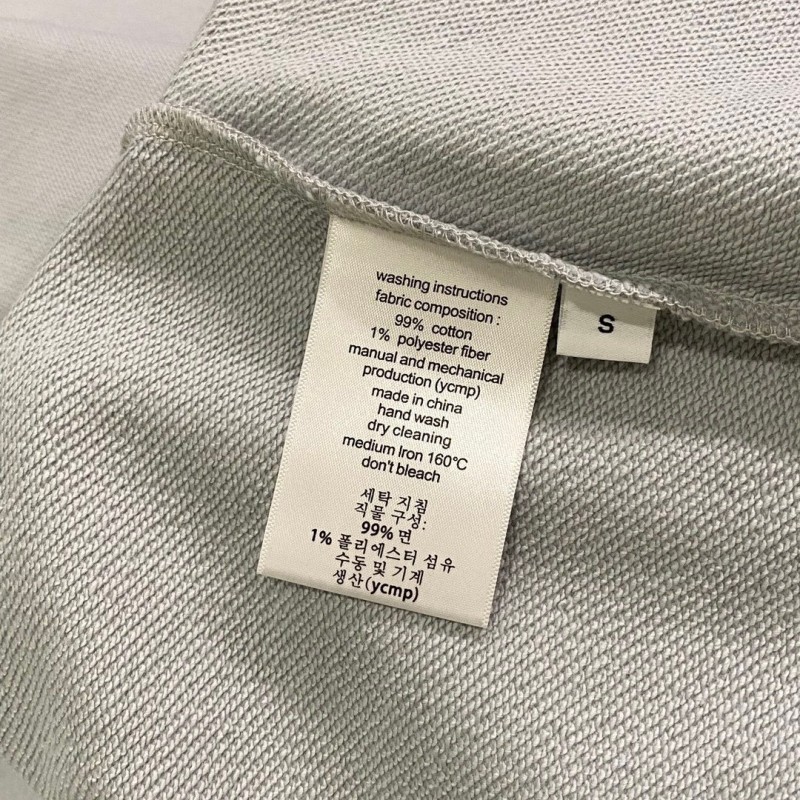 washing instructions
fabric composition :
99% cotton
1% polyester fiber
manual and mechanical
production (ycmp)
made in china
hand wash
dry cleaning
medium Iron 160°C
don't bleach
세탁 지침
직물 구성:
99% 면
1% 폴리에스터 섬유
수동 및 기계
생산(ycmp)
S